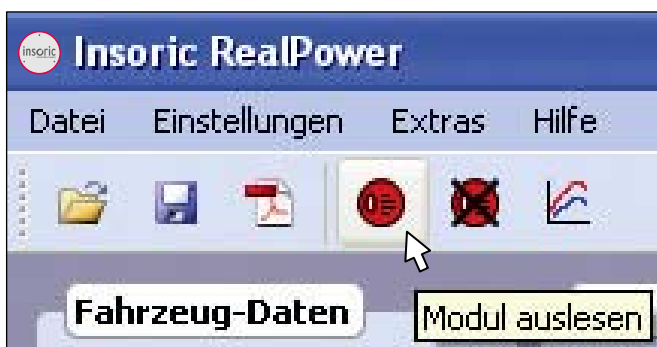 insoric Insoric RealPower
Datei Einstellungen Extras Hilfe
Fahrzeug-Daten
Modul auslesen